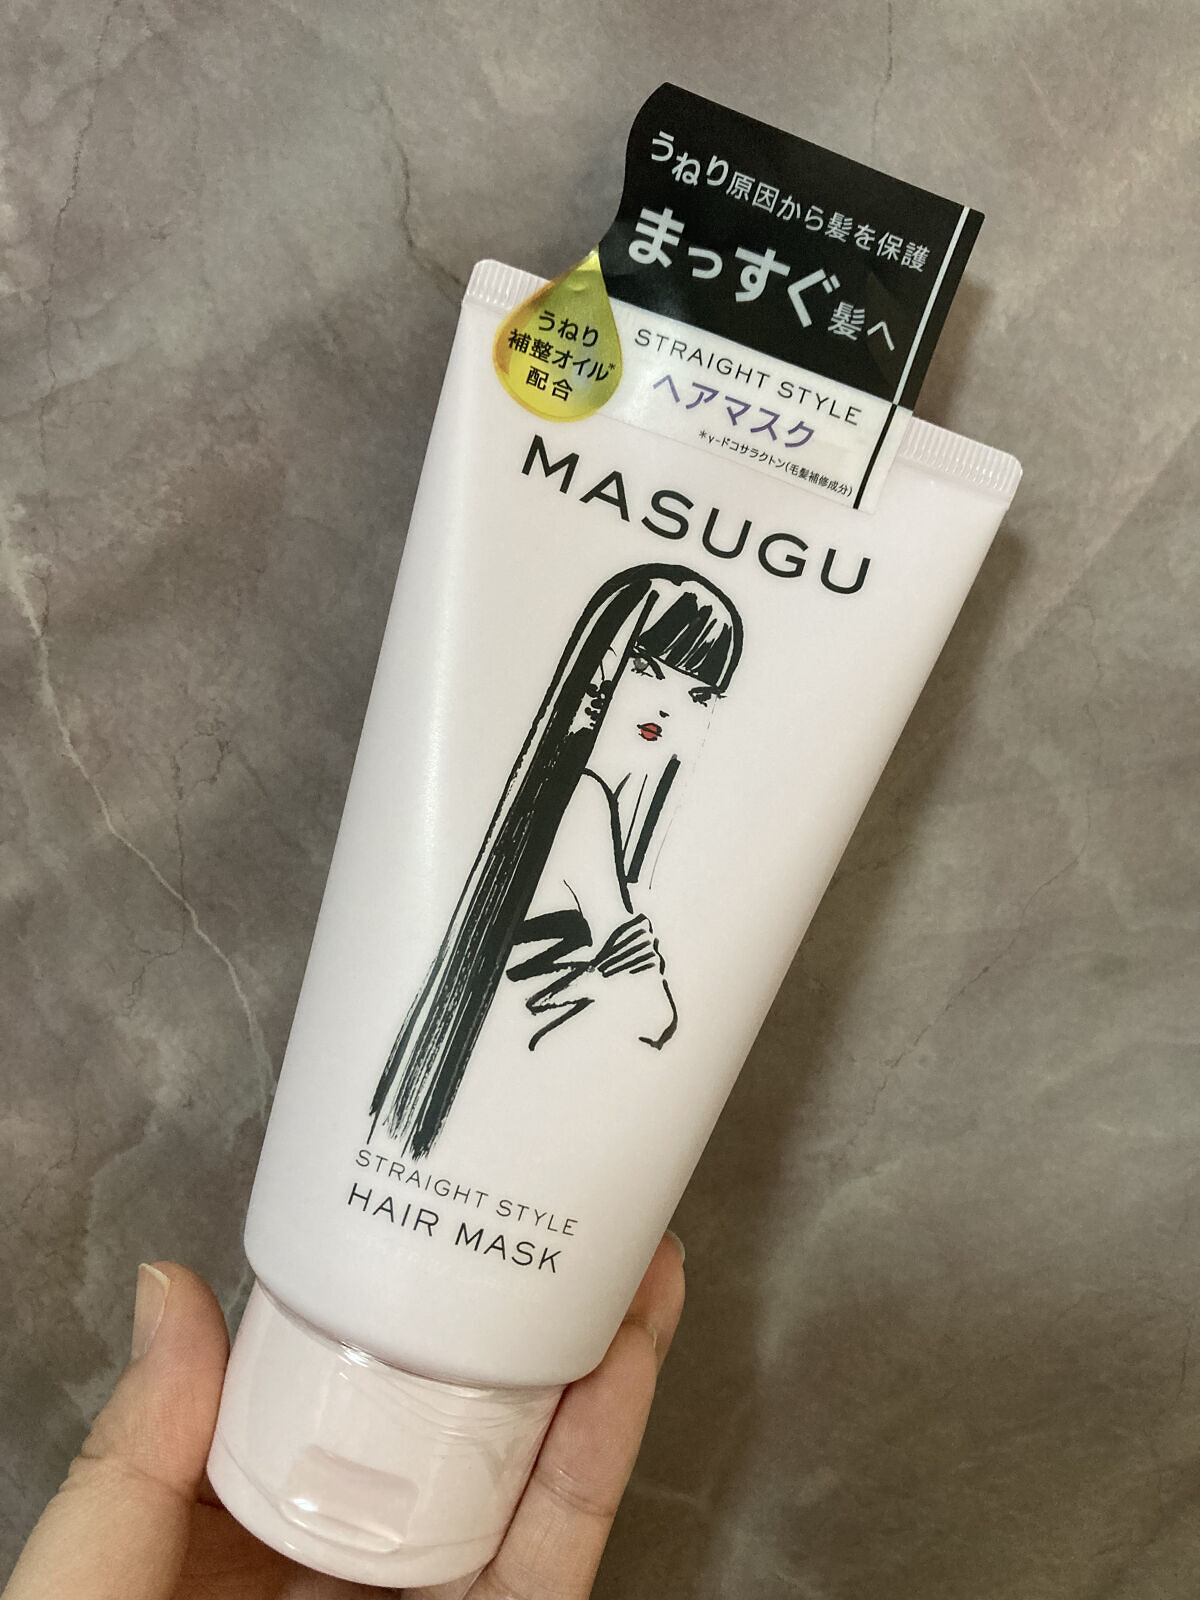 うねり原因から髪を保護
まっすぐ髪へ
うねり
補整オイル*
配合
STRAIGHT STYLE
ヘアマスク
*γ-ドコサラクトン(毛髪補修成分)
MASUGU
STRAIGHT STYLE
HAIR MASK